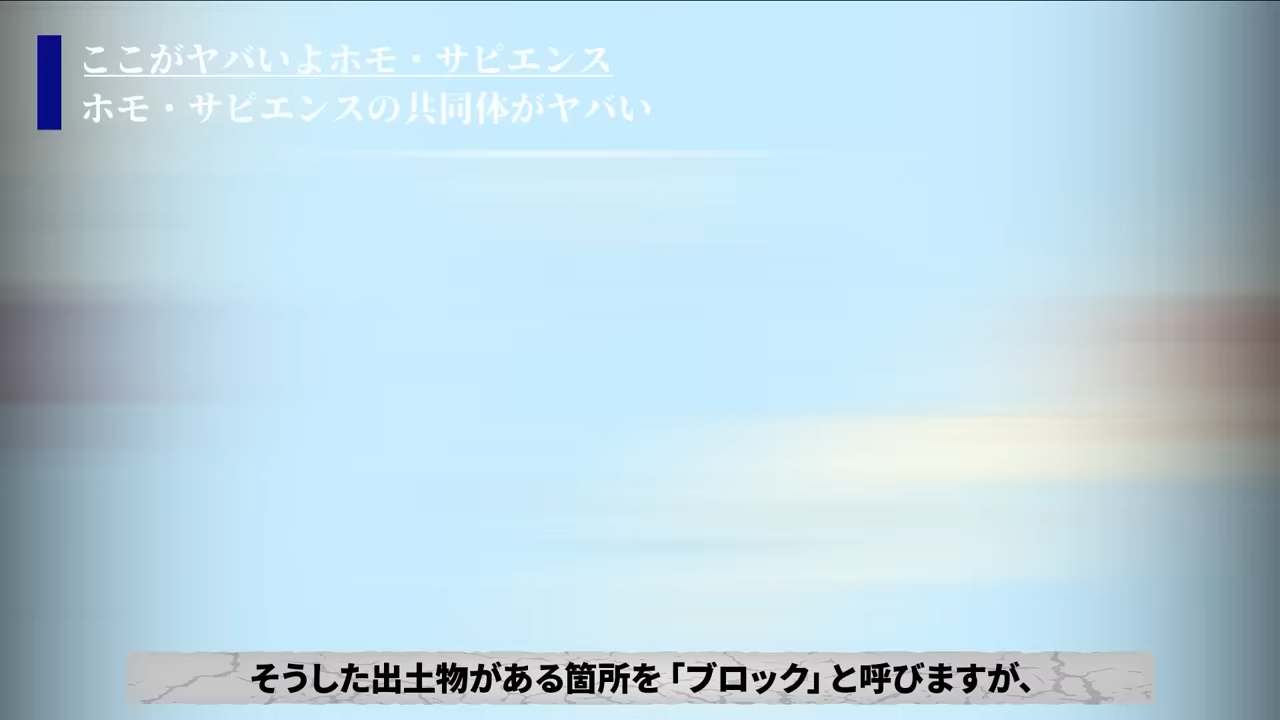 ここがヤバいよホモ・サピエンス
ホモ・サピエンスの共同体がヤバい
そうした出土物がある箇所を「ブロック」と呼びますが、